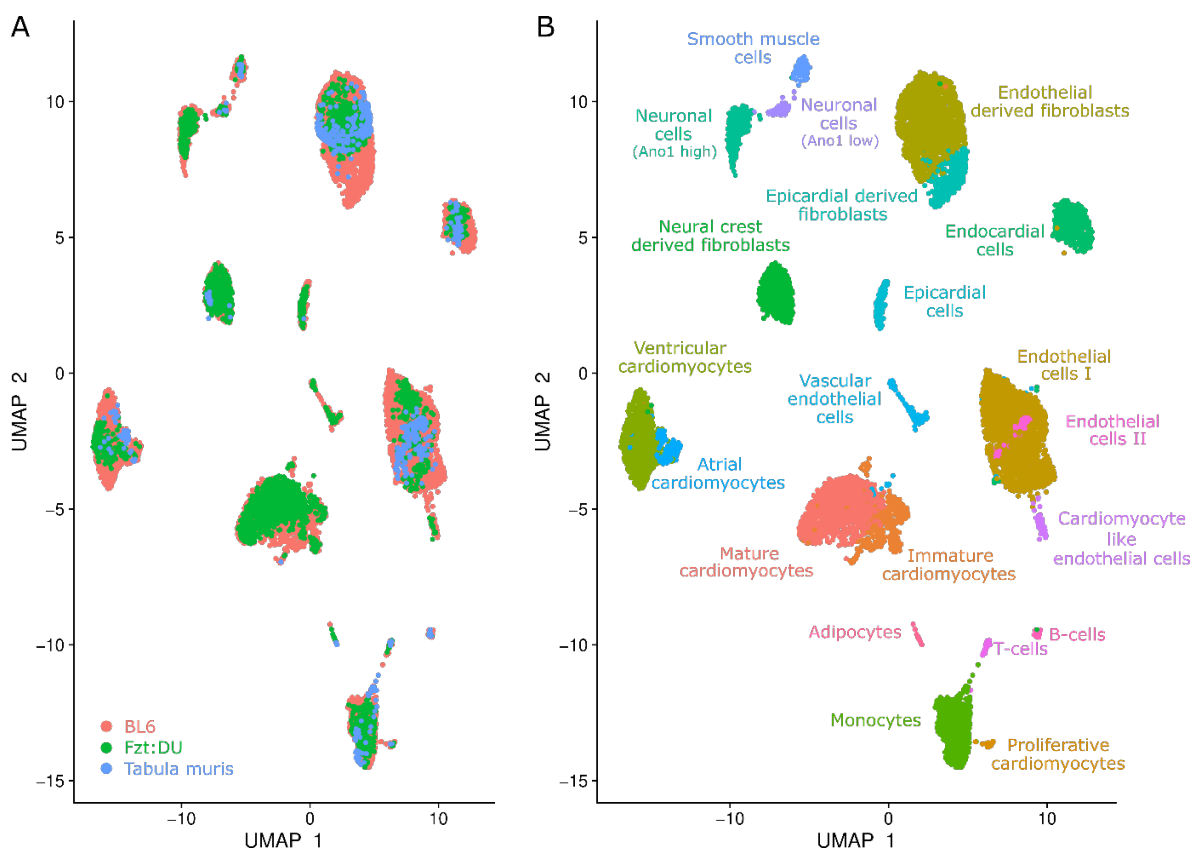 A
UMAP 2
10
5
0
−5
−10
−15
BL6
Fzt:DU
Tabula muris
−10
0
10
UMAP 1
B
Smooth muscle
cells
Neuronal
cells
(Ano1 high)
Neuronal
cells
(Ano1 low)
Endothelial
derived fibroblasts
Epicardial derived
fibroblasts
Neural crest
derived fibroblasts
Endocardial
cells
Epicardial
cells
Ventricular
cardiomyocytes
Vascular
endothelial
cells
Endothelial
cells I
Endothelial
cells II
Atrial
cardiomyocytes
Mature
cardiomyocytes
Immature
cardiomyocytes
Cardiomyocyte
like
endothelial cells
Adipocytes
B-cells
T-cells
Monocytes
Proliferative
cardiomyocytes
UMAP 2
10
5
0
−5
−10
−15
−10
0
10
UMAP 1